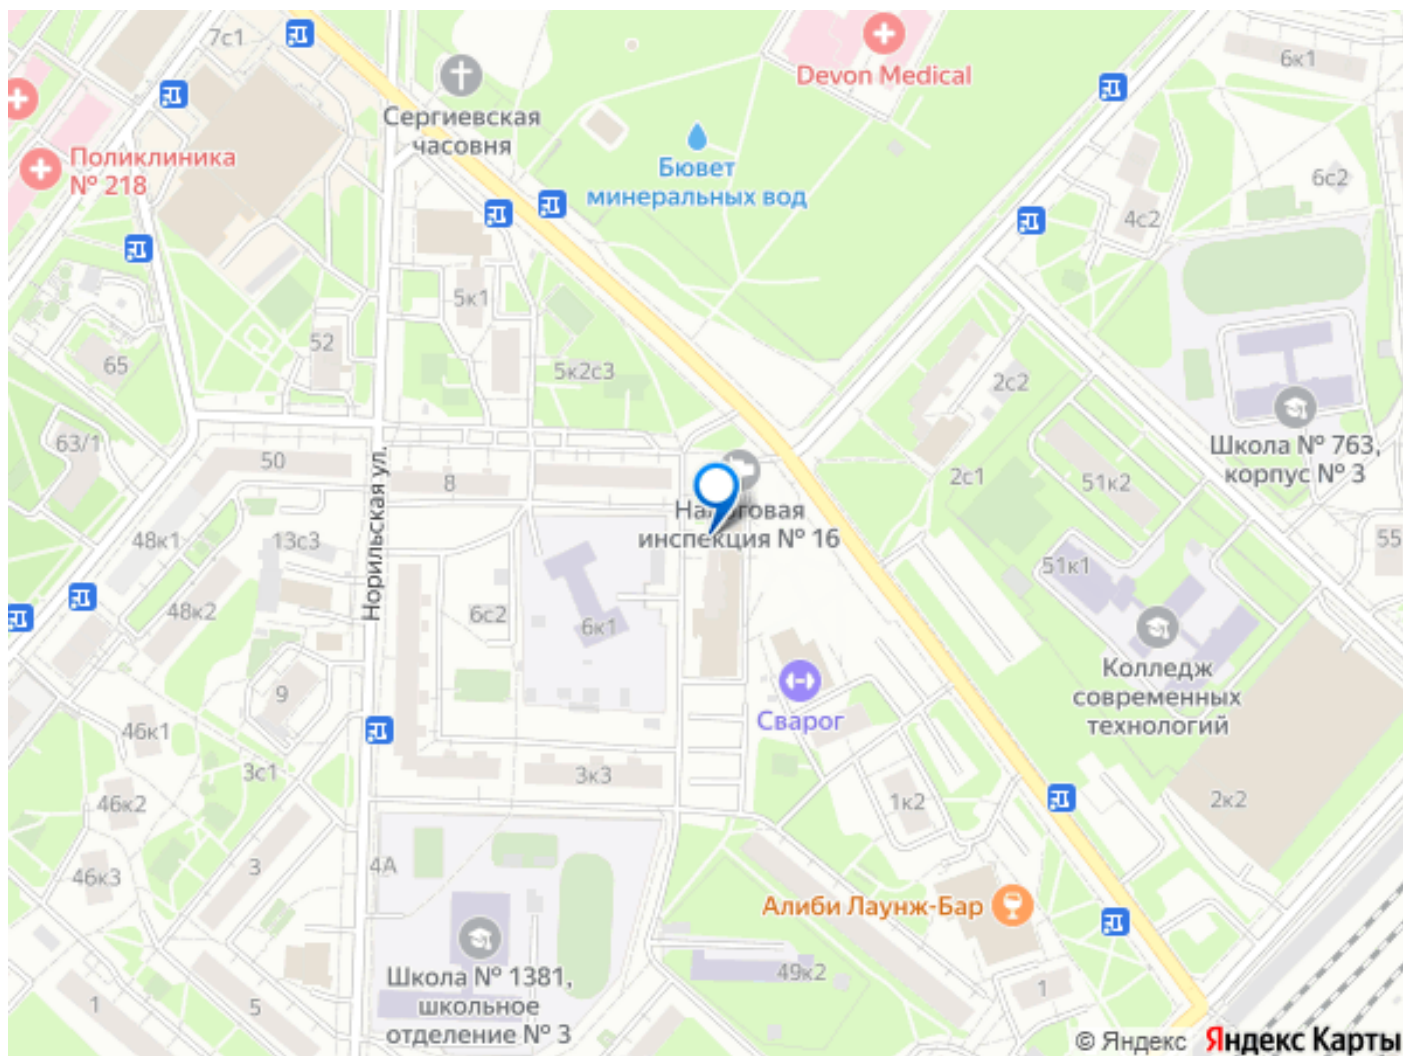 7с1
6к1
Devon Medical
Сергиевская
часовня
Поликлиника
№ 218
Бювет
минеральных вод
6с2
4с2
5к1
52
65
5к2с3
2с2
63/1
50
8
Норильская ул.
Школа № 763,
корпус № 3
2с1
51к2
Налоговая
инспекция № 16
48к1
13с3
55
51к1
48к2
6с2
6к1
Колледж
современных
технологий
9
Сварог
46к1
3с1
3к3
46к2
1к2
2к2
4А
3
46к3
Алиби Лаунж-Бар
Школа № 1381,
школьное
отделение № 3
49к2
1
1
5
© Яндекс Яндекс Карты